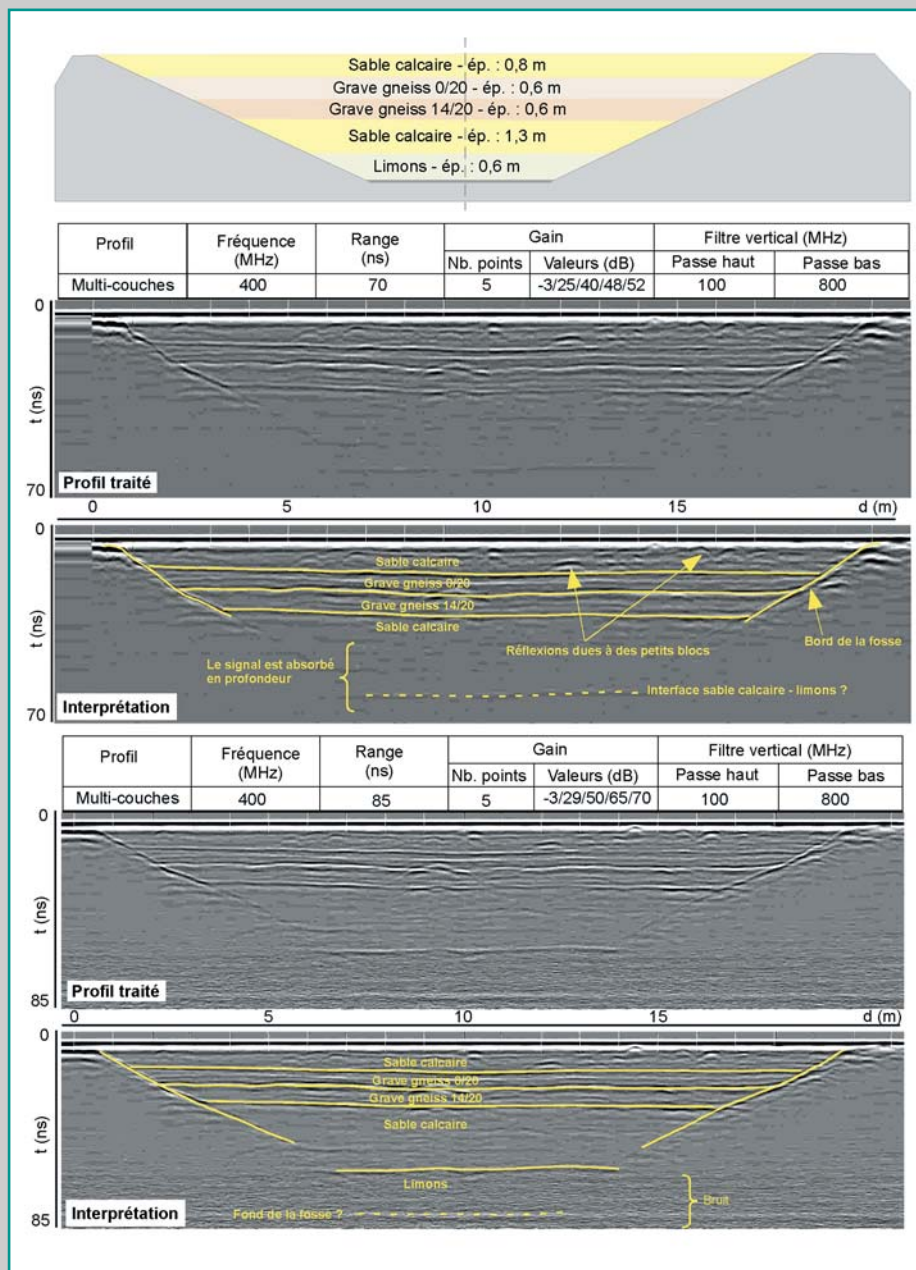 Sable calcaire - ép. : 0,8 m
Grave gneiss 0/20 - ép. : 0,6 m
Grave gneiss 14/20 - ép. : 0,6 m
Sable calcaire - ép. : 1,3 m
Limons - ép. : 0,6 m
Profil Fréquence (MHz) Range (ns) Gain Filtre vertical (MHz)
Nb. points Valeurs (dB) Passe haut Passe bas
Multi-couches 400 70 5 -3/25/40/48/52 100 800
0
t (ns)
70
Profil traité
0 5 10 15 d (m)
0
Sable calcaire
Grave gneiss 0/20
Grave gneiss 14/20
Sable calcaire
t (ns)
Réflexions dues à des petits blocs
Bord de la fosse
Le signal est absorbé
en profondeur
Interface sable calcaire - limons ?
70
Interprétation
Profil Fréquence (MHz) Range (ns) Gain Filtre vertical (MHz)
Nb. points Valeurs (dB) Passe haut Passe bas
Multi-couches 400 85 5 -3/29/50/65/70 100 800
0
t (ns)
85
Profil traité
0 5 10 15 d (m)
0
Sable calcaire
Grave gneiss 0/20
Grave gneiss 14/20
Sable calcaire
t (ns)
Limons
Bruit
Fond de la fosse ?
85
Interprétation